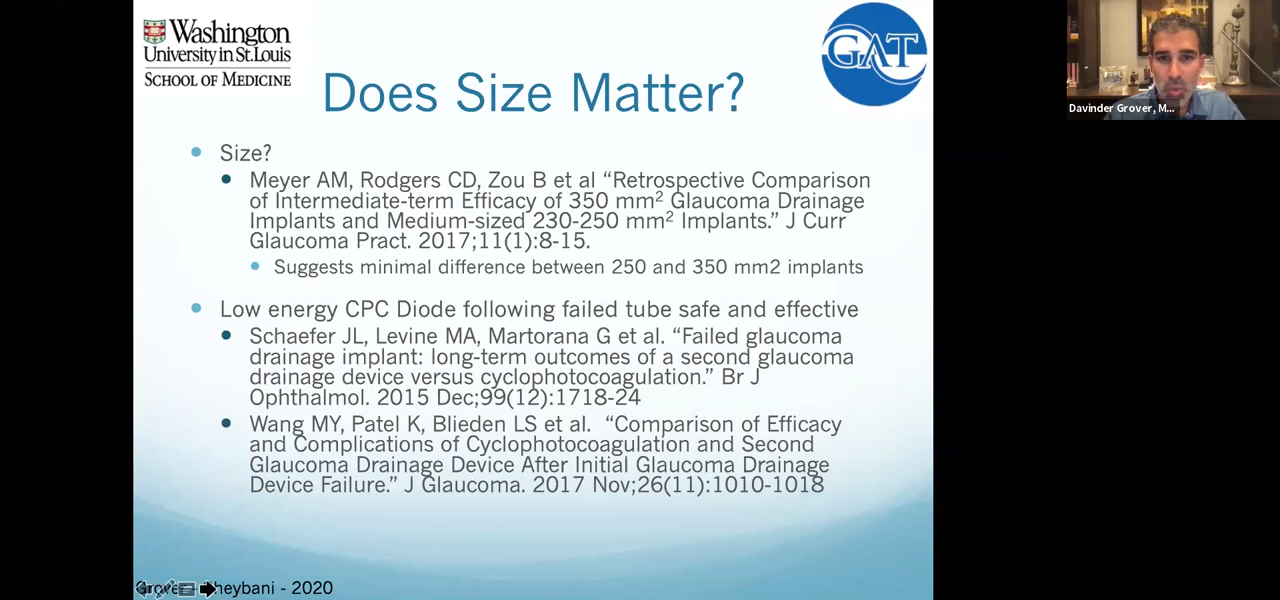 Washington
University in St. Louis
SCHOOL OF MEDICINE
GAT
Does Size Matter?
Davinder Grover, M...
Size?
Meyer AM, Rodgers CD, Zou B et al “Retrospective Comparison
of Intermediate-term Efficacy of 350 mm² Glaucoma Drainage
Implants and Medium-sized 230-250 mm² Implants.” J Curr
Glaucoma Pract. 2017;11(1):8-15.
Suggests minimal difference between 250 and 350 mm2 implants
Low energy CPC Diode following failed tube safe and effective
Schaefer JL, Levine MA, Martorana G et al. “Failed glaucoma
drainage implant: long-term outcomes of a second glaucoma
drainage device versus cyclophotocoagulation.” Br J
Ophthalmol. 2015 Dec;99(12):1718-24
Wang MY, Patel K, Blieden LS et al. “Comparison of Efficacy
and Complications of Cyclophotocoagulation and Second
Glaucoma Drainage Device After Initial Glaucoma Drainage
Device Failure.” J Glaucoma. 2017 Nov;26(11):1010-1018
Grover - 2020